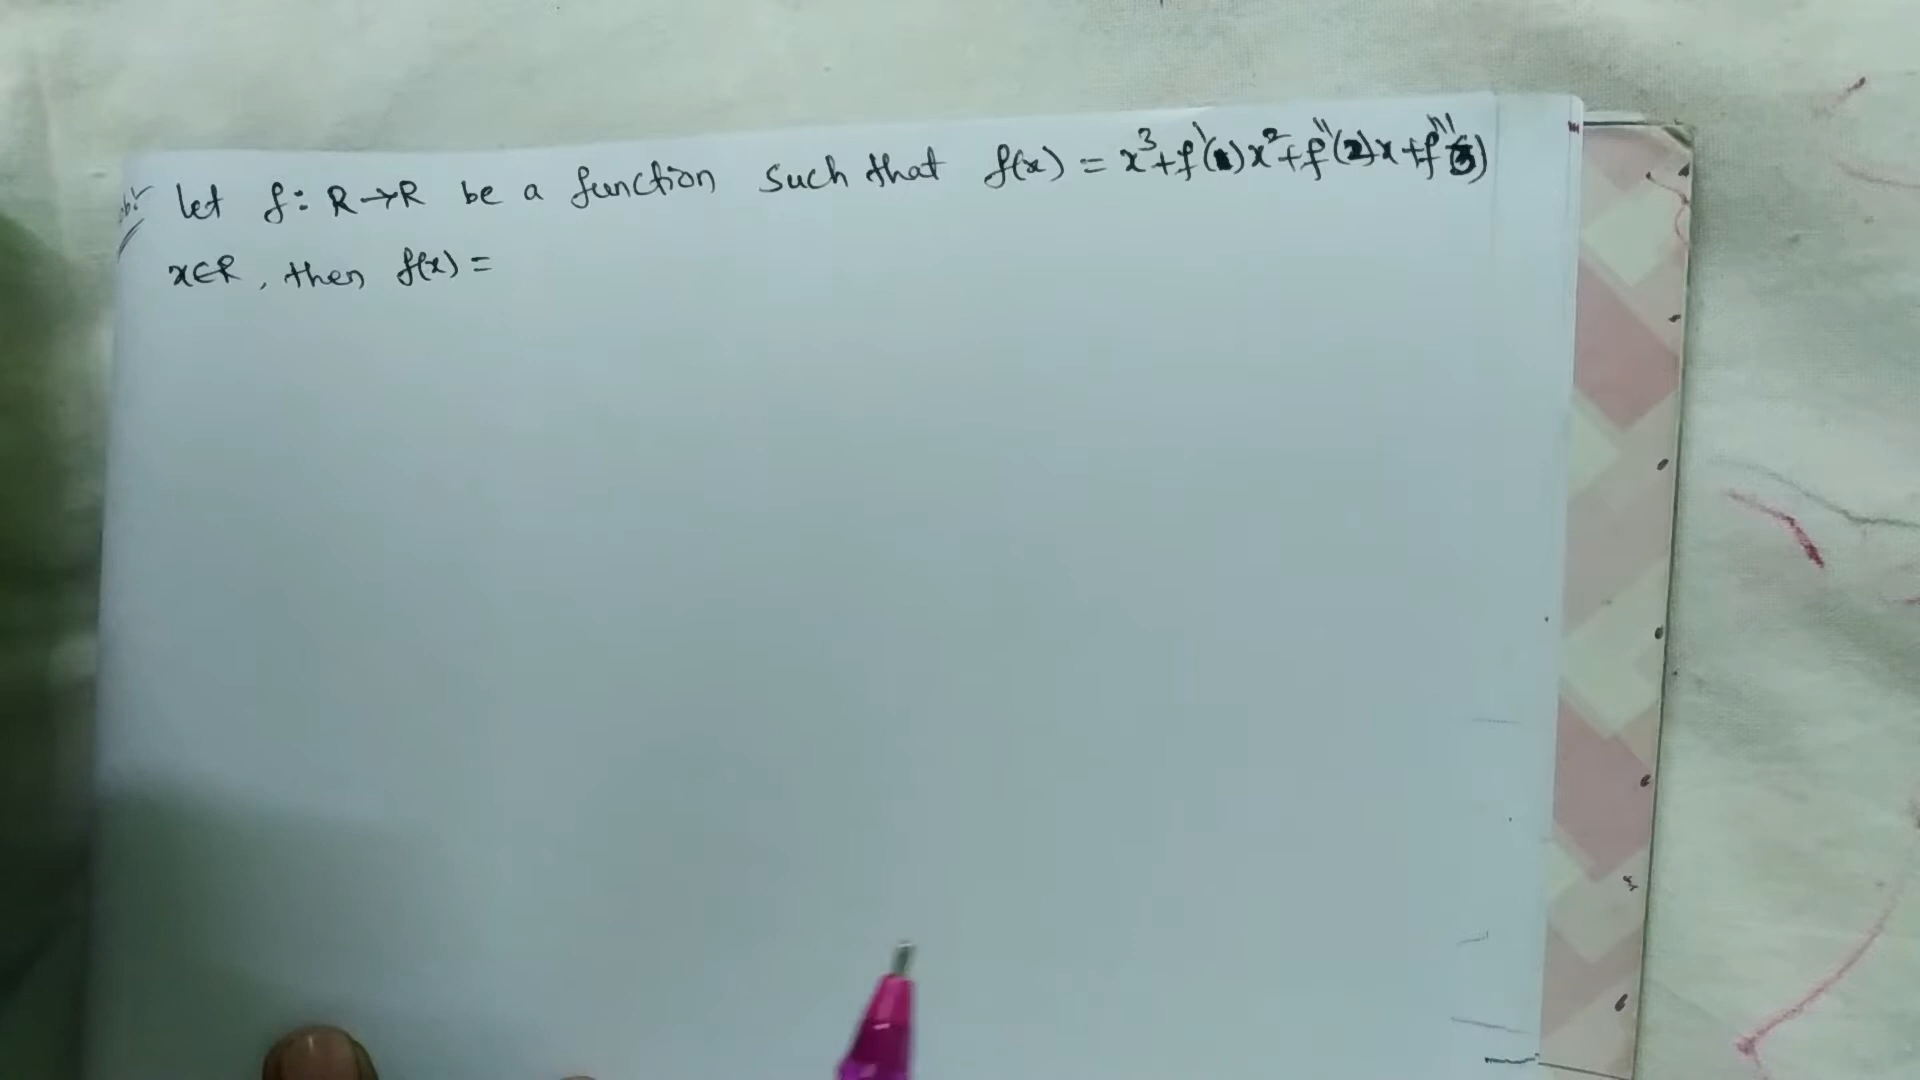 Let f: R→R be a function such that f(x) = x³+f'(1)x²+f''(2)x+f'''(3)
x∈R, then f(x) =